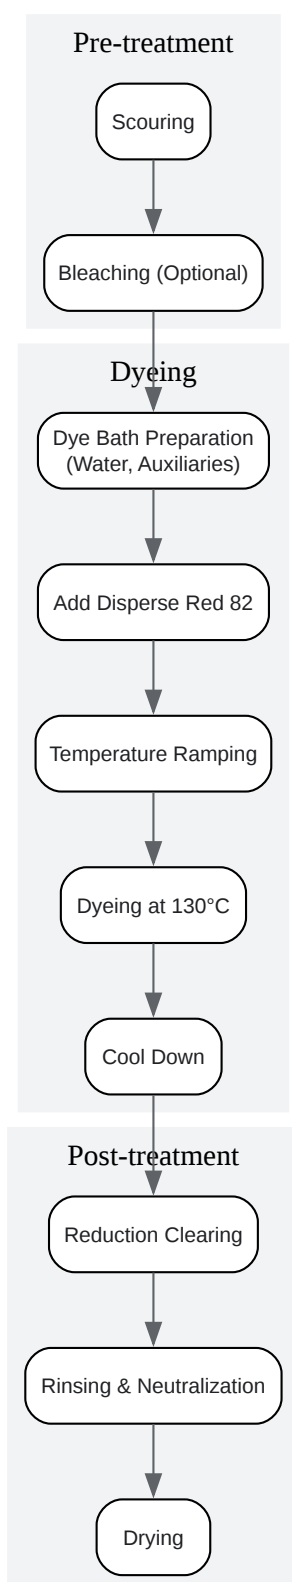 Pre-treatment
Scouring
Bleaching (Optional)
Dyeing
Dye Bath Preparation
(Water, Auxiliaries)
Add Disperse Red 82
Temperature Ramping
Dyeing at 130°C
Cool Down
Post-treatment
Reduction Clearing
Rinsing & Neutralization
Drying